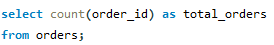 select count(order_id) as total_orders
from orders;